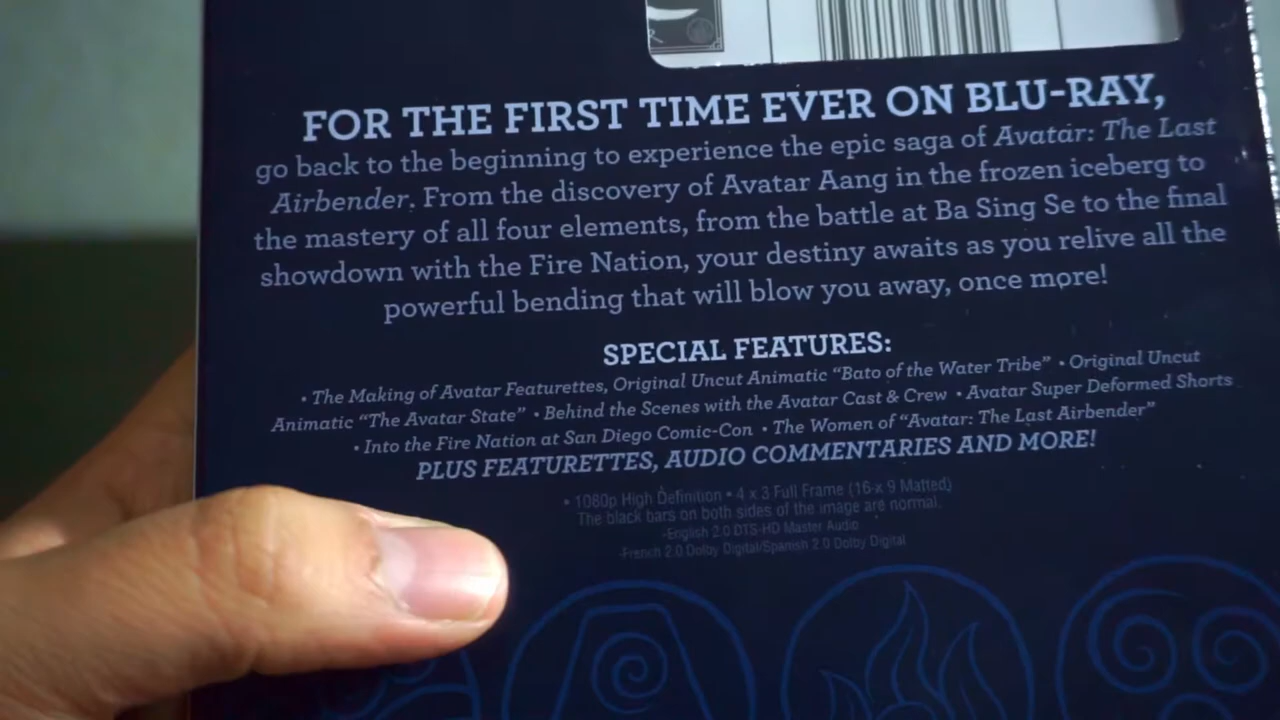 FOR THE FIRST TIME EVER ON BLU-RAY,
go back to the beginning to experience the epic saga of Avatar: The Last
Airbender. From the discovery of Avatar Aang in the frozen iceberg to
the mastery of all four elements, from the battle at Ba Sing Se to the final
showdown with the Fire Nation, your destiny awaits as you relive all the
powerful bending that will blow you away, once more!
SPECIAL FEATURES:
• The Making of Avatar Featurettes, Original Uncut Animatic “Bato of the Water Tribe” • Original Uncut
Animatic “The Avatar State” • Behind the Scenes with the Avatar Cast & Crew • Avatar Super Deformed Shorts
• Into the Fire Nation at San Diego Comic-Con • The Women of “Avatar: The Last Airbender”
PLUS FEATURETTES, AUDIO COMMENTARIES AND MORE!
• 1080p High Definition • 4 x 3 Full Frame (16 x 9 Matted)
The black bars on both sides of the image are normal.
-English 2.0 DTS-HD Master Audio
-French 2.0 Dolby Digital/Spanish 2.0 Dolby Digital